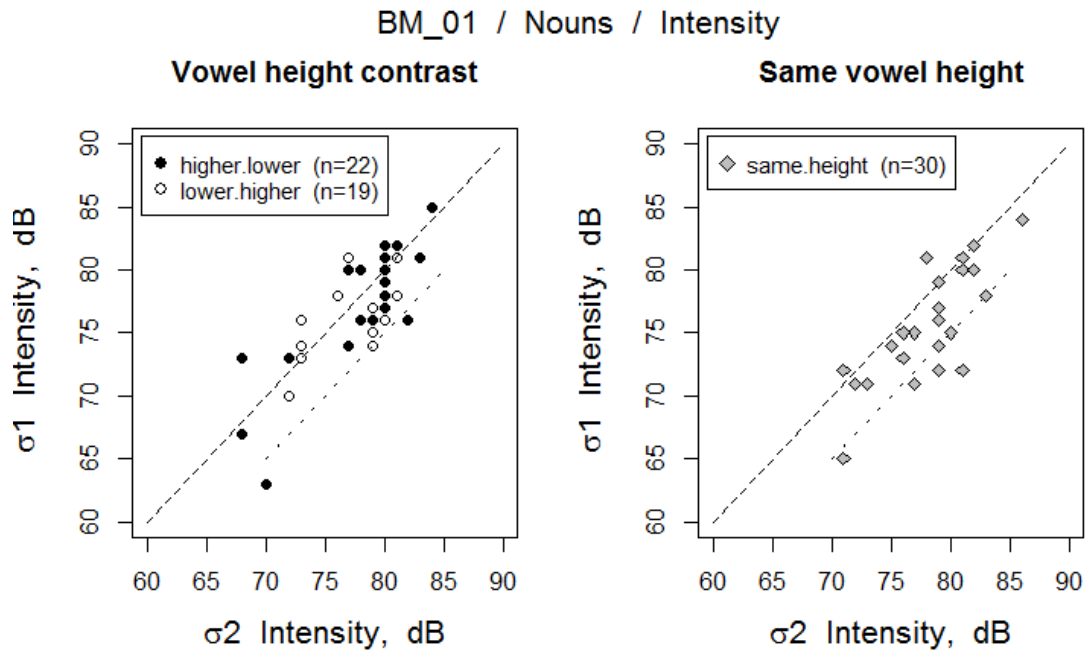 BM_01 / Nouns / Intensity
Vowel height contrast
higher.lower (n=22)
lower.higher (n=19)
90
85
80
75
70
65
60
σ1 Intensity, dB
60 65 70 75 80 85 90
σ2 Intensity, dB
Same vowel height
same.height (n=30)
90
85
80
75
70
65
60
σ1 Intensity, dB
60 65 70 75 80 85 90
σ2 Intensity, dB